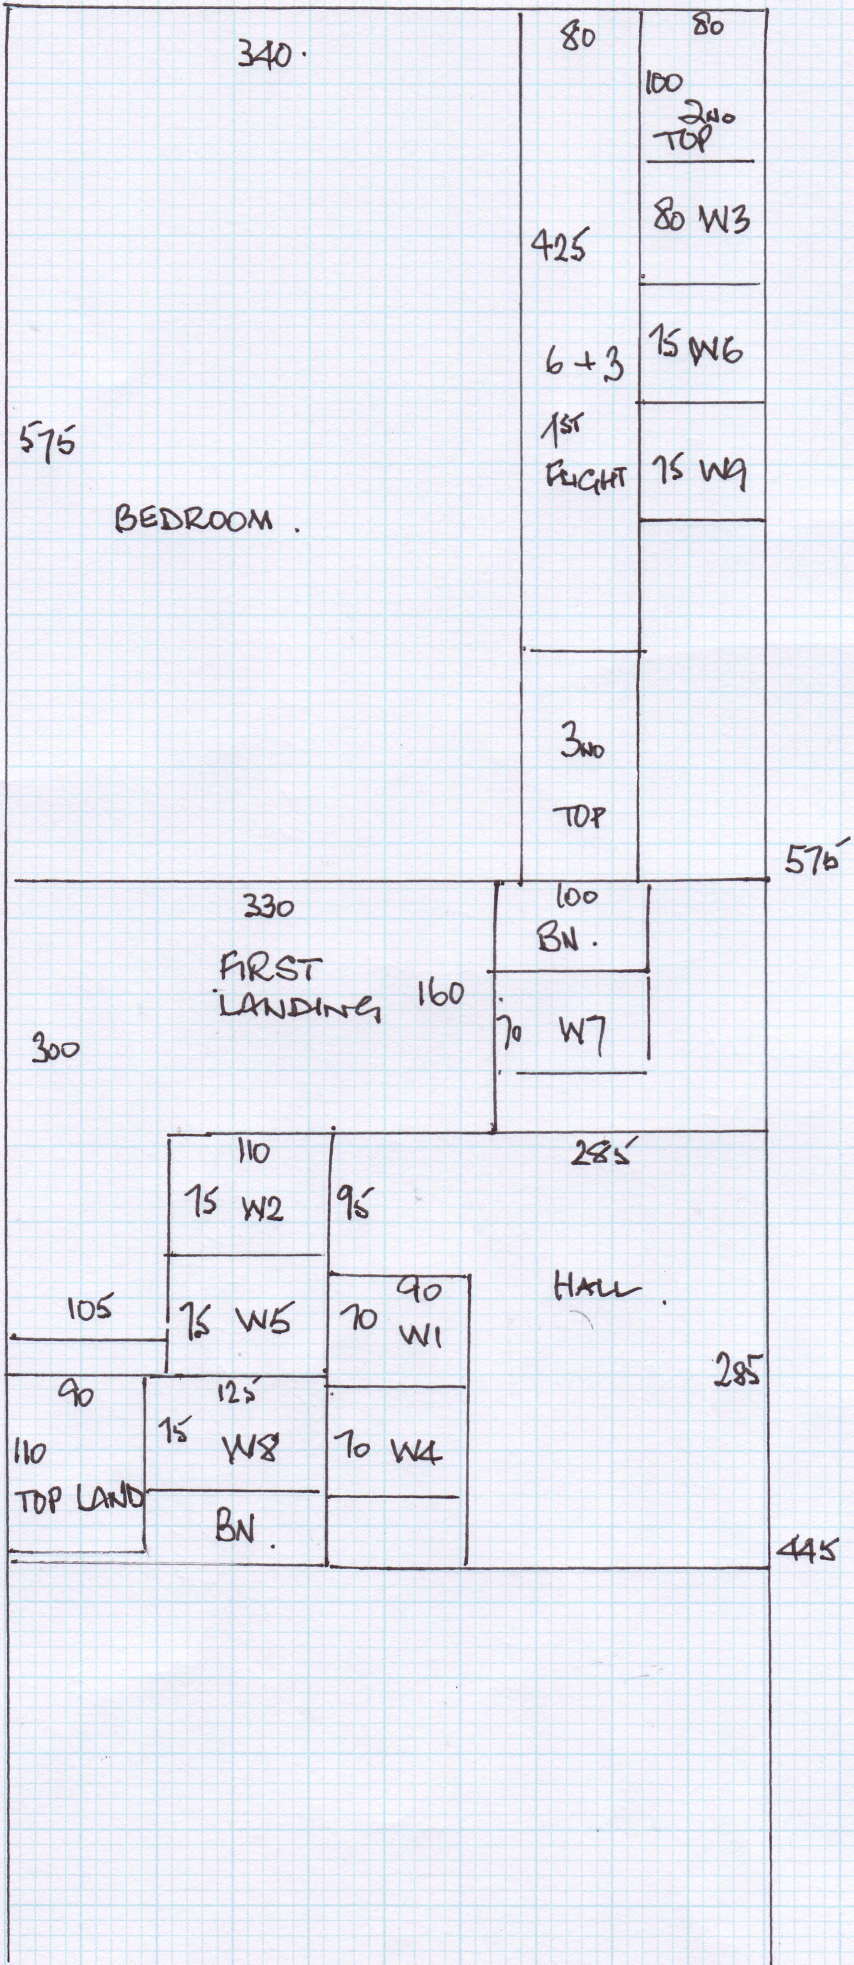 340.
80
80
100
2NO
TOP
80 W3
425
6 + 3
75 W6
1ST
FLIGHT
75 W9
575
BEDROOM.
3NO
TOP
575
330
100
BN.
FIRST
LANDING
160
70 W7
300
110
285
75 W2
95
HALL.
90
105
75 W5
70
W1
285
90
125
75
W8
70 W4
110
TOP LAND
BN.
445